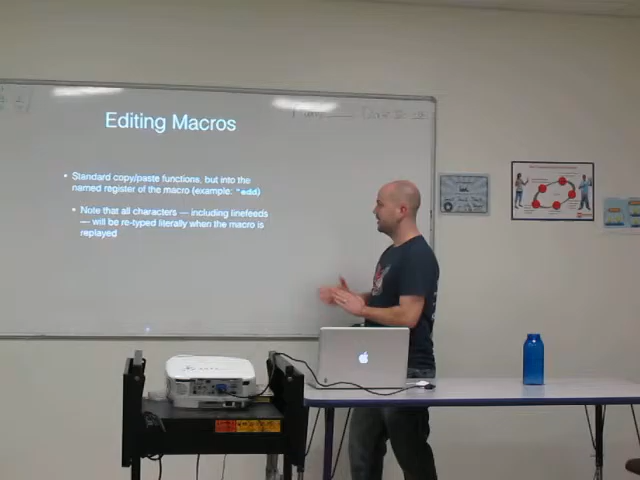 Editing Macros
• Standard copy/paste functions, but into the
named register of the macro (example: "add)
• Note that all characters — including linefeeds
— will be re-typed literally when the macro is
replayed